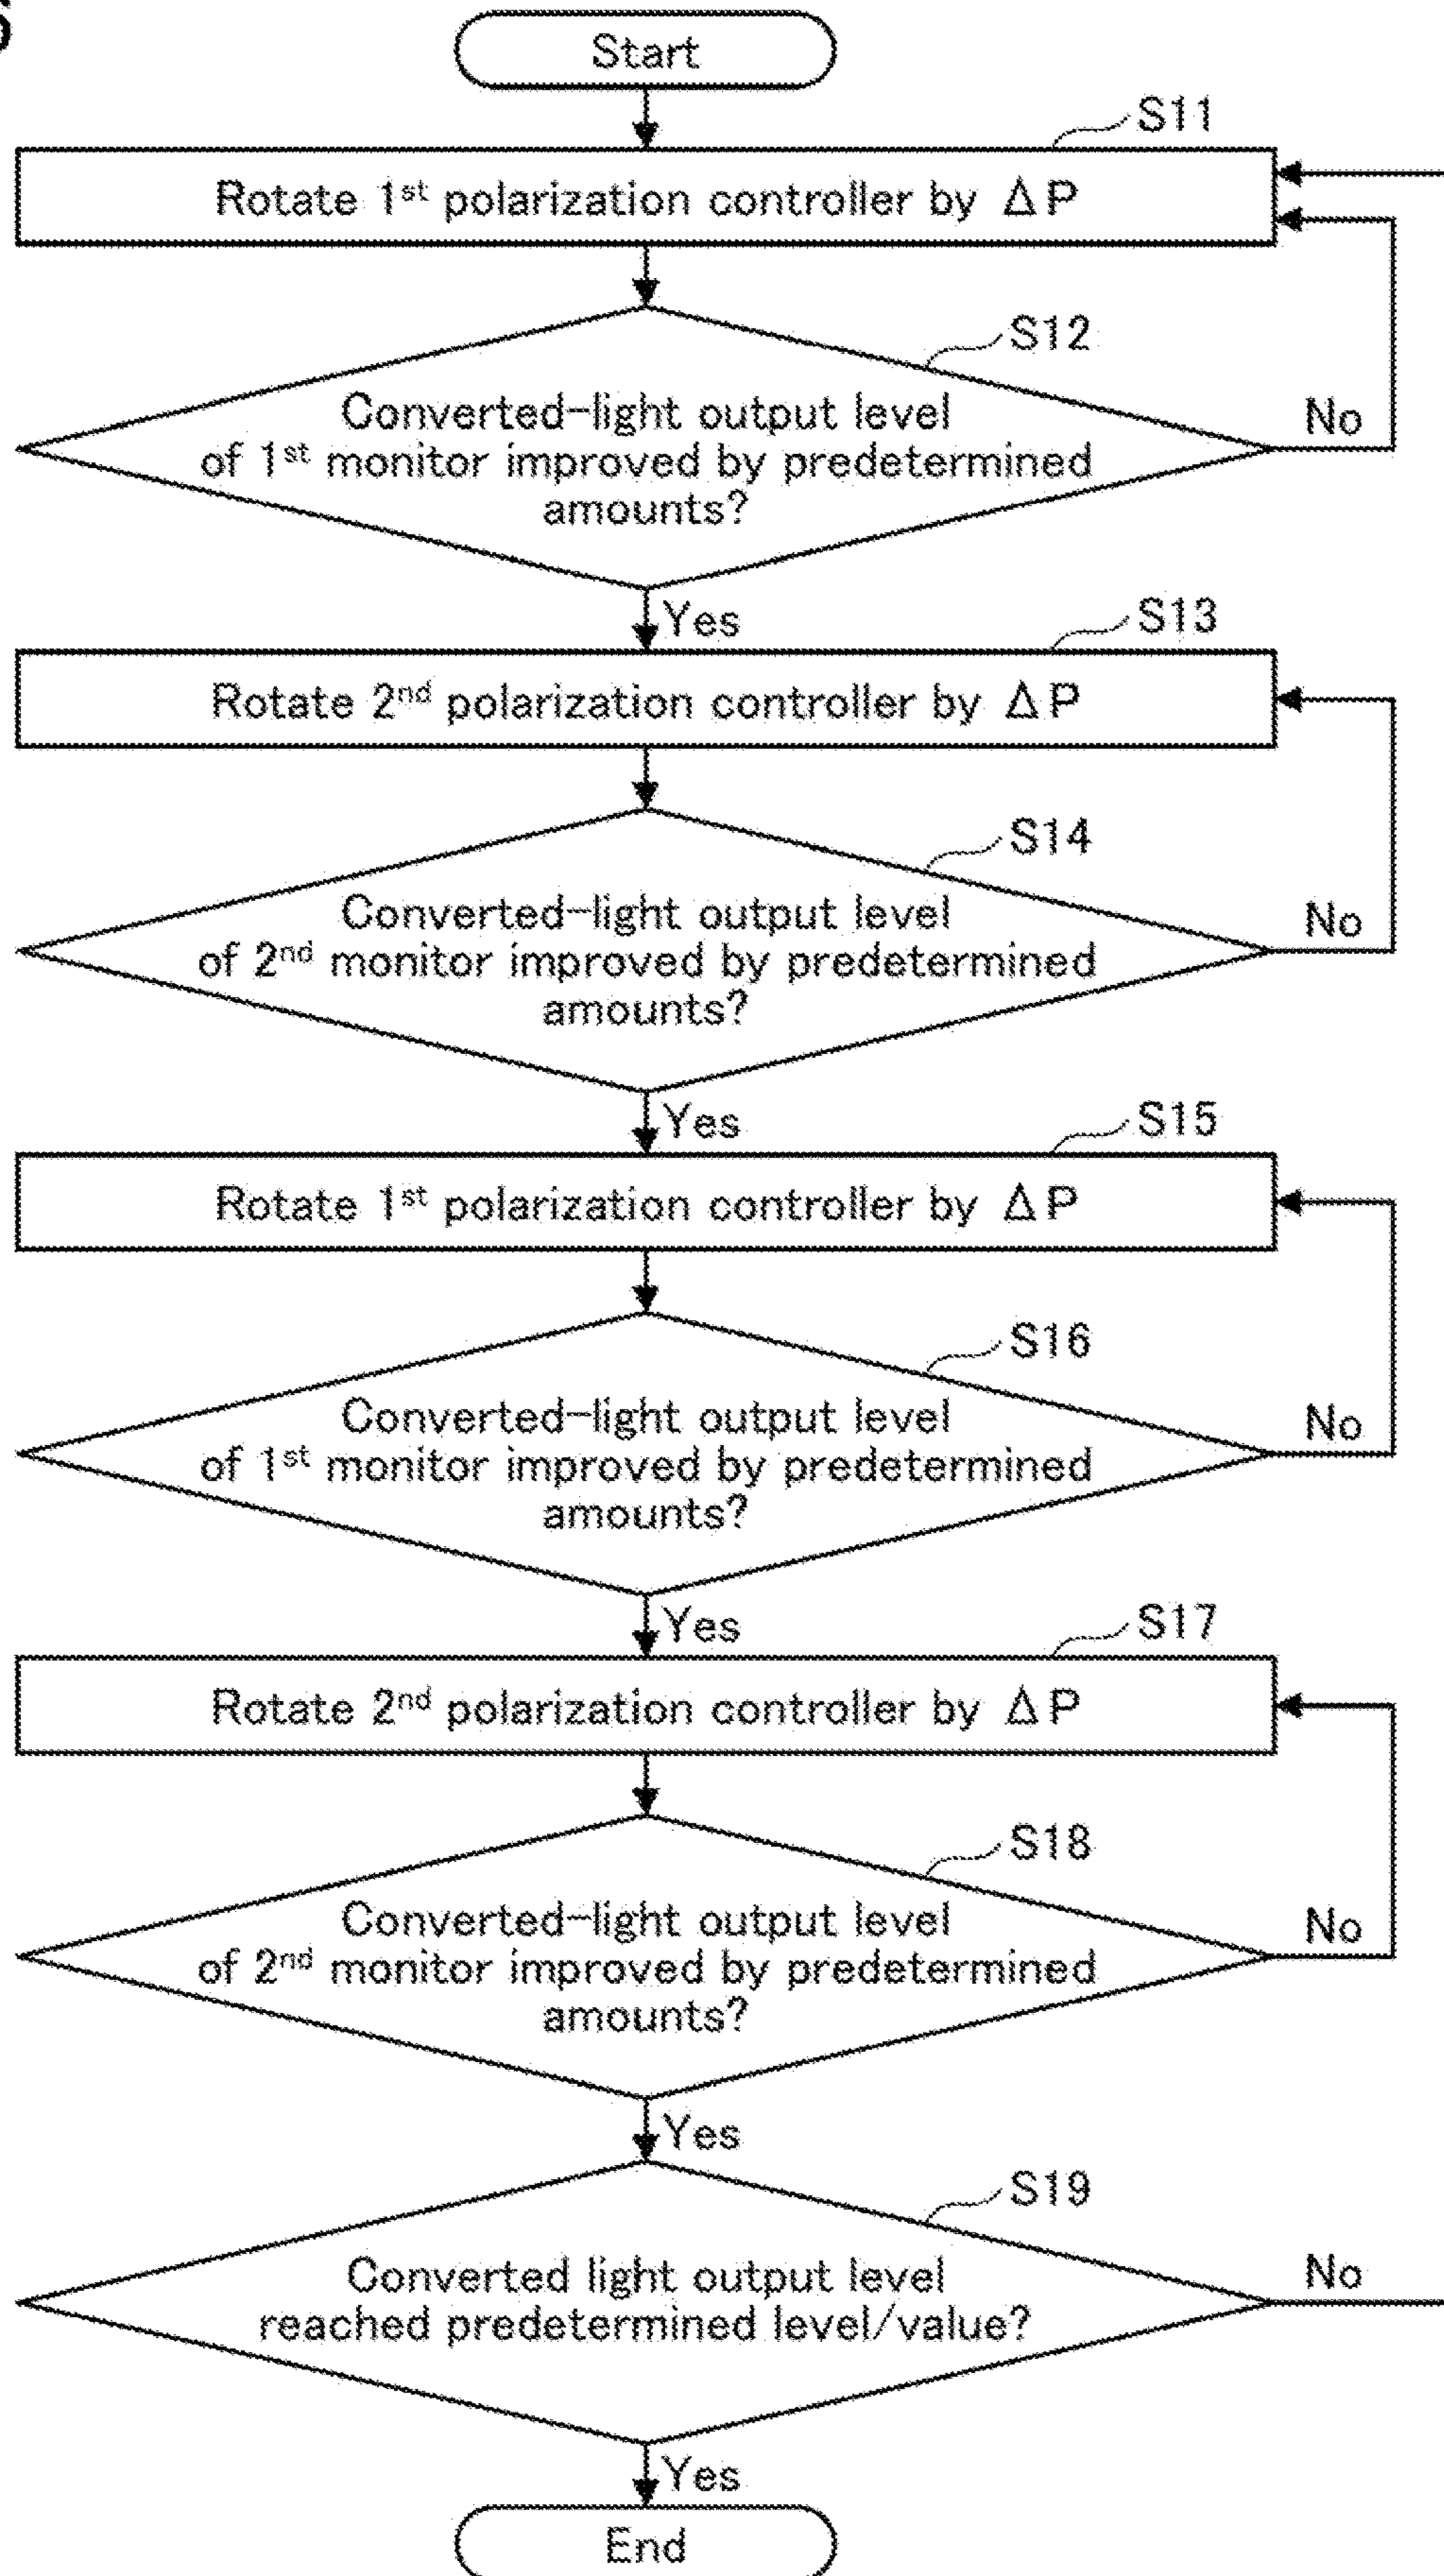 Start
S11
Rotate 1st polarization controller by ΔP
S12
Converted-light output level
of 1st monitor improved by predetermined
amounts?
No
Yes
S13
Rotate 2nd polarization controller by ΔP
S14
Converted-light output level
of 2nd monitor improved by predetermined
amounts?
No
Yes
S15
Rotate 1st polarization controller by ΔP
S16
Converted-light output level
of 1st monitor improved by predetermined
amounts?
No
Yes
S17
Rotate 2nd polarization controller by ΔP
S18
Converted-light output level
of 2nd monitor improved by predetermined
amounts?
No
Yes
S19
Converted light output level
reached predetermined level/value?
No
Yes
End